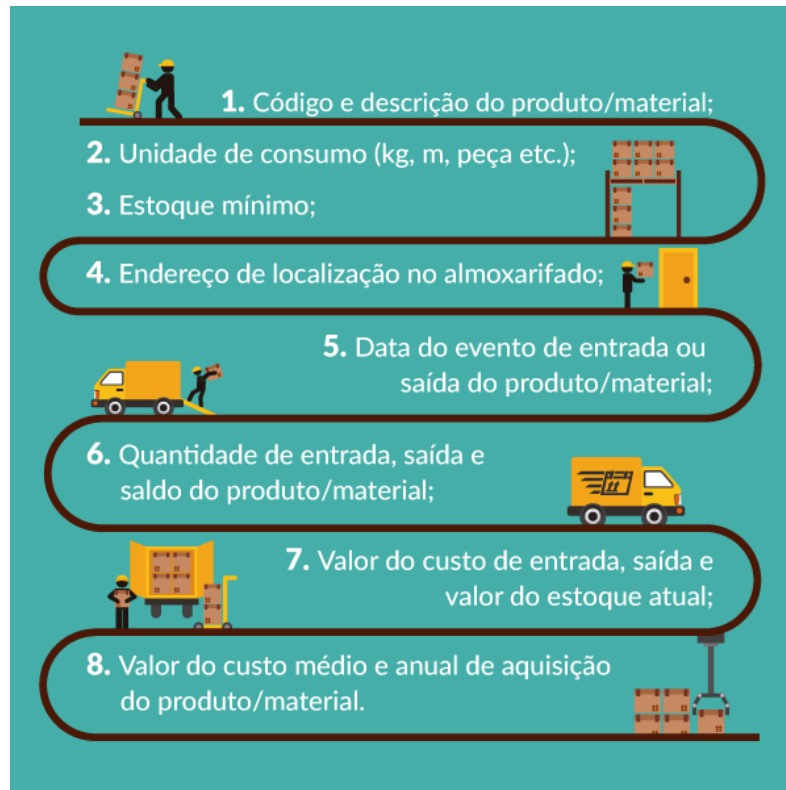 1. Código e descrição do produto/material;
2. Unidade de consumo (kg, m, peça etc.);
3. Estoque mínimo;
4. Endereço de localização no almoxarifado;
5. Data do evento de entrada ou
saída do produto/material;
6. Quantidade de entrada, saída e
saldo do produto/material;
7. Valor do custo de entrada, saída e
valor do estoque atual;
8. Valor do custo médio e anual de aquisição
do produto/material.